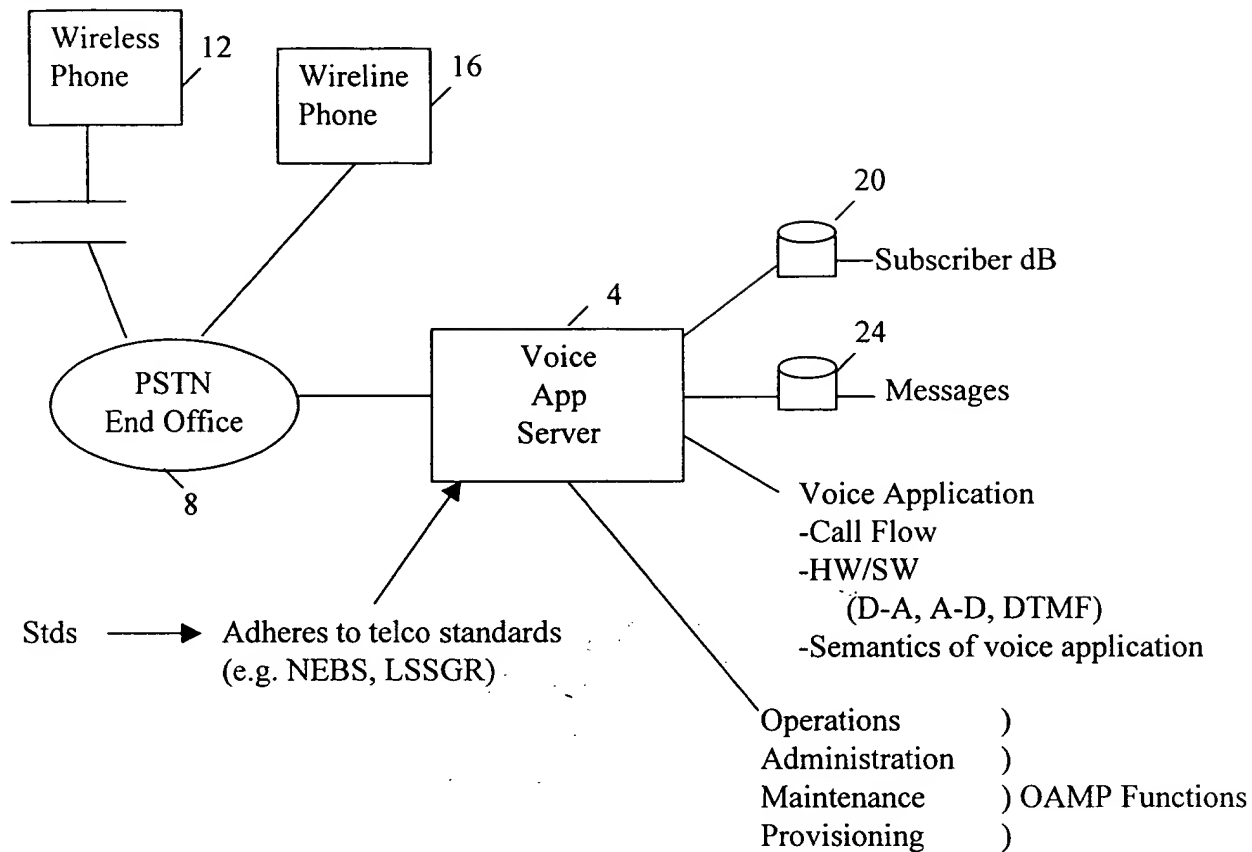 Wireless
Phone
12
Wireline
Phone
16
20
Subscriber dB
4
Voice
App
Server
24
Messages
PSTN
End Office
8
Voice Application
-Call Flow
-HW/SW
(D-A, A-D, DTMF)
-Semantics of voice application
Stds
Adheres to telco standards
(e.g. NEBS, LSSGR)
Operations )
Administration )
Maintenance ) OAMP Functions
Provisioning )